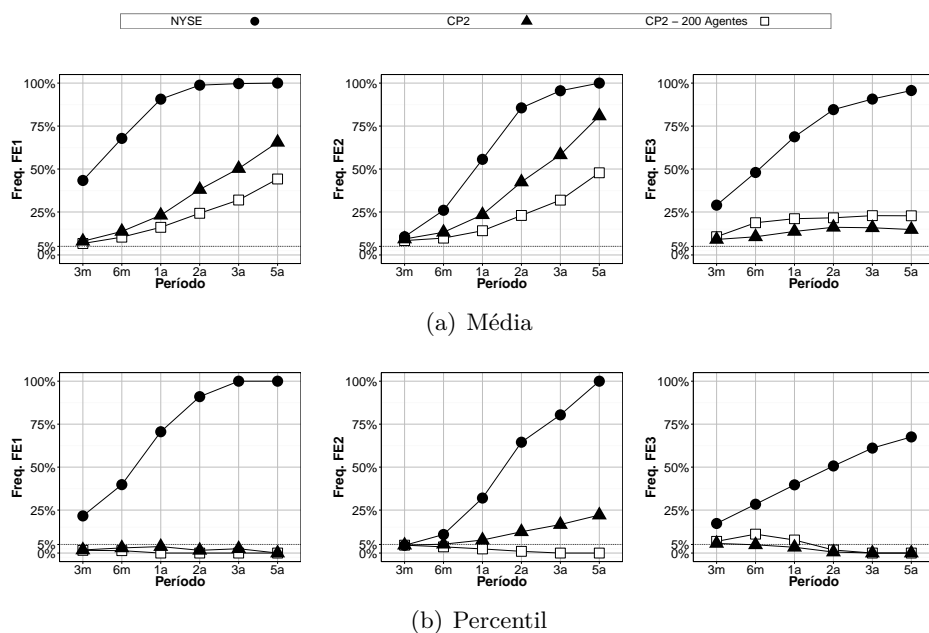 NYSE CP2 CP2 − 200 Agentes
100%
75%
50%
25%
5%
0%
Freq. FE1
3m 6m 1a 2a 3a 5a
Período
100%
75%
50%
25%
5%
0%
Freq. FE2
3m 6m 1a 2a 3a 5a
Período
100%
75%
50%
25%
5%
0%
Freq. FE3
3m 6m 1a 2a 3a 5a
Período
(a) Média
100%
75%
50%
25%
5%
0%
Freq. FE1
3m 6m 1a 2a 3a 5a
Período
100%
75%
50%
25%
5%
0%
Freq. FE2
3m 6m 1a 2a 3a 5a
Período
100%
75%
50%
25%
5%
0%
Freq. FE3
3m 6m 1a 2a 3a 5a
Período
(b) Percentil